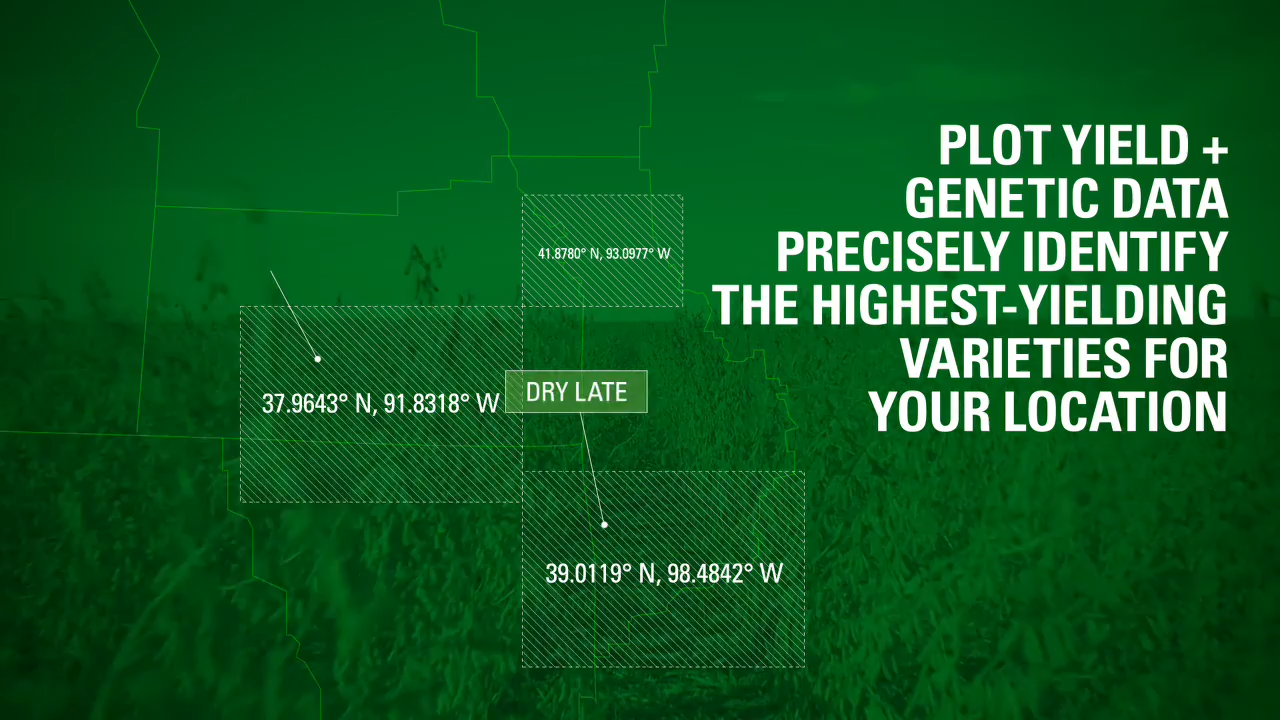 PLOT YIELD +
GENETIC DATA
PRECISELY IDENTIFY
THE HIGHEST-YIELDING
VARIETIES FOR
YOUR LOCATION
41.8780° N, 93.0977° W
37.9643° N, 91.8318° W
DRY LATE
39.0119° N, 98.4842° W